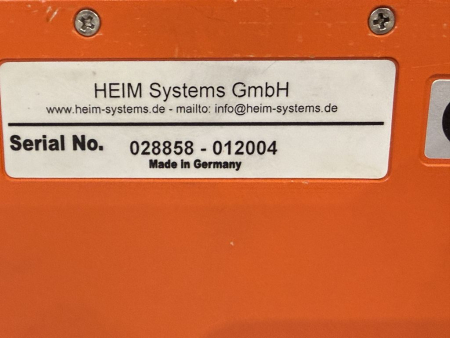 HEIM Systems GmbH
www.heim-systems.de - mailto: info@heim-systems.de
Serial No. 028858 - 012004
Made in Germany